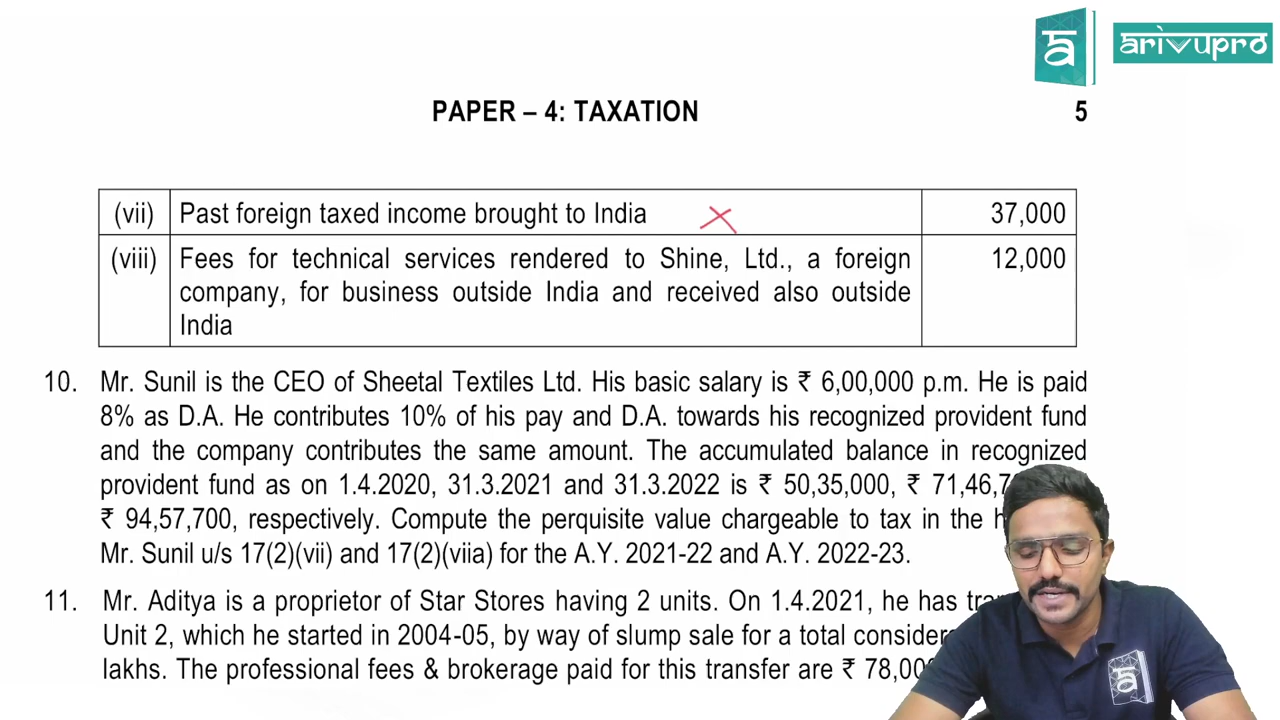 ā arivupro
PAPER – 4: TAXATION 5
(vii) Past foreign taxed income brought to India 37,000
(viii) Fees for technical services rendered to Shine, Ltd., a foreign 12,000
company, for business outside India and received also outside
India
10. Mr. Sunil is the CEO of Sheetal Textiles Ltd. His basic salary is ₹ 6,00,000 p.m. He is paid
8% as D.A. He contributes 10% of his pay and D.A. towards his recognized provident fund
and the company contributes the same amount. The accumulated balance in recognized
provident fund as on 1.4.2020, 31.3.2021 and 31.3.2022 is ₹ 50,35,000, ₹
₹ 94,57,700, respectively. Compute the perquisite value chargeable to tax in the
Mr. Sunil u/s 17(2)(vii) and 17(2)(viia) for the A.Y. 2021-22 and A.Y. 2022-23.
11. Mr. Aditya is a proprietor of Star Stores having 2 units. On 1.4.2021, he has
Unit 2, which he started in 2004-05, by way of slump sale for a total
lakhs. The professional fees & brokerage paid for this transfer are ₹
ā